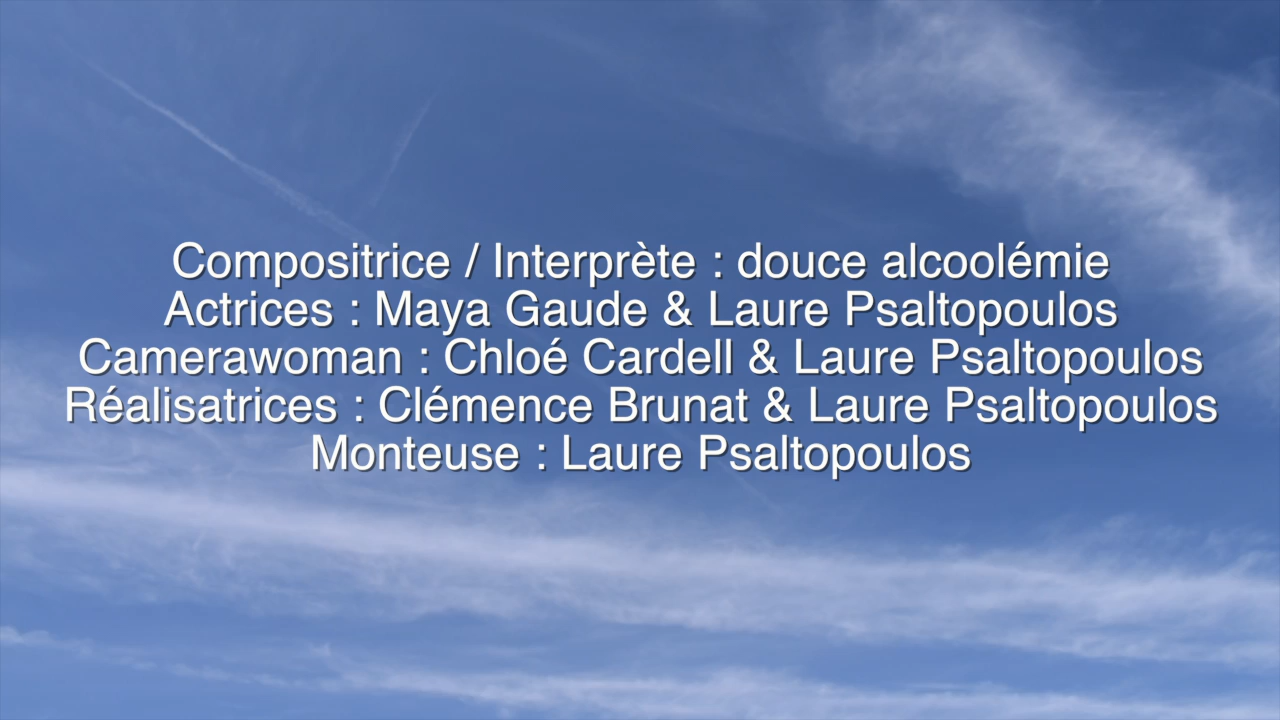 Compositrice / Interprète : douce alcoolémie
Actrices : Maya Gaude & Laure Psaltopoulos
Camerawoman : Chloé Cardell & Laure Psaltopoulos
Réalisatrices : Clémence Brunat & Laure Psaltopoulos
Monteuse : Laure Psaltopoulos